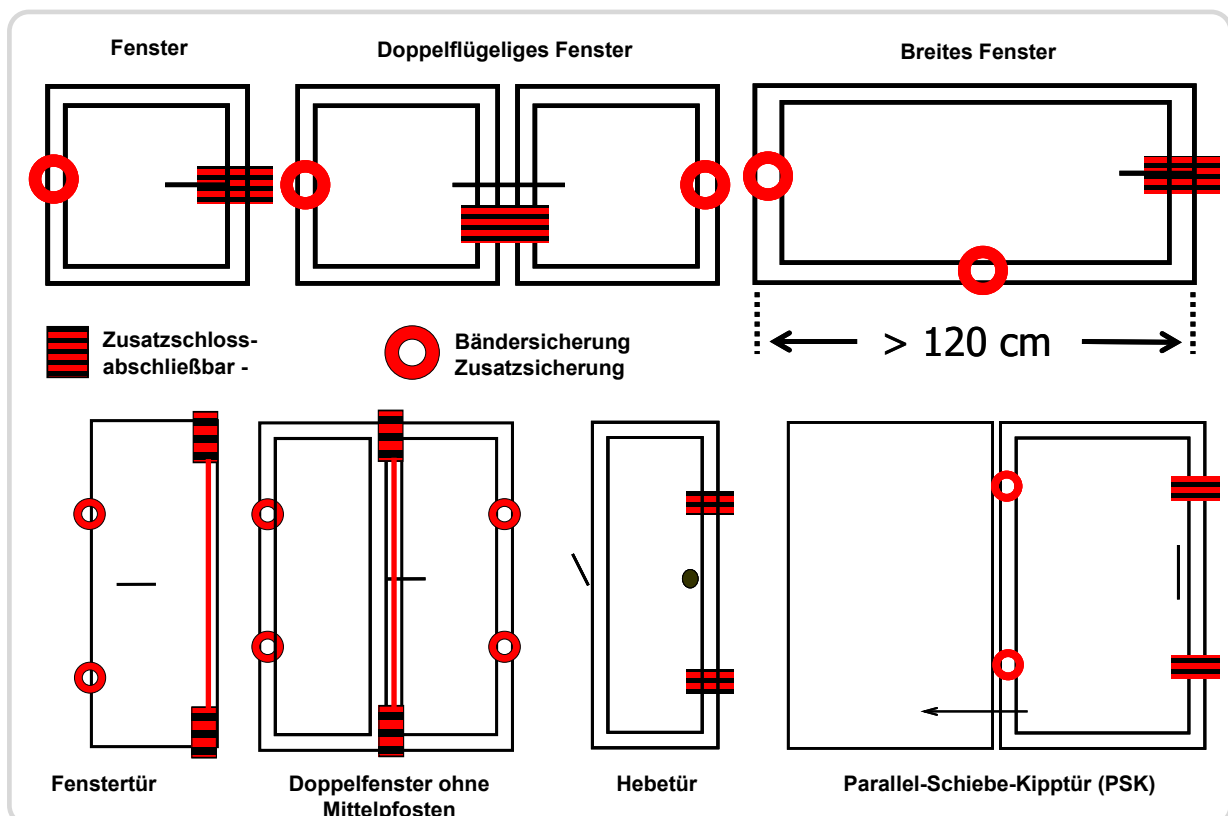 Fenster
Doppelflügeliges Fenster
Breites Fenster
> 120 cm
Zusatzschloss-
abschließbar -
Bändersicherung
Zusatzsicherung
Fenstertür
Doppelfenster ohne
Mittelpfosten
Hebetür
Parallel-Schiebe-Kipptür (PSK)